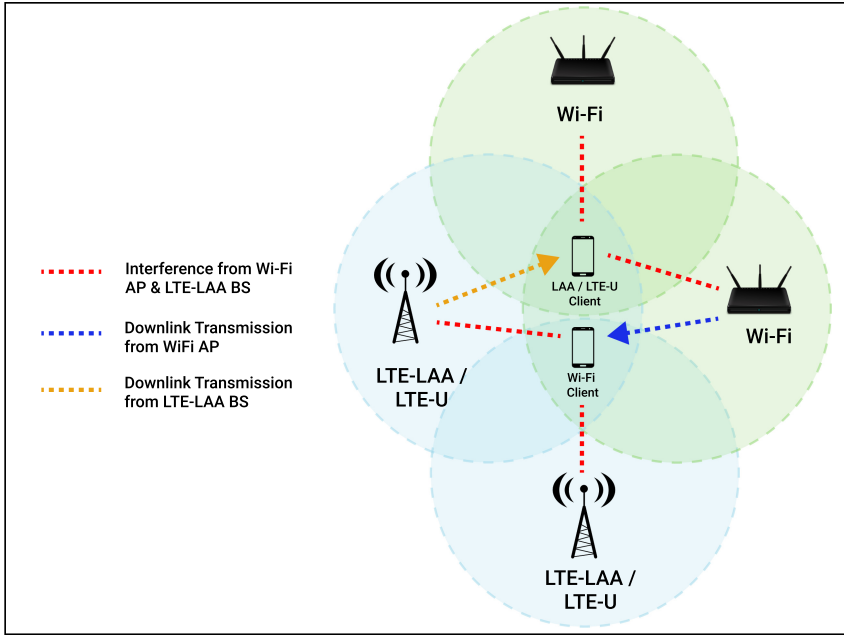 Wi-Fi
LAA / LTE-U
Client
Wi-Fi
LTE-LAA /
LTE-U
Wi-Fi
Client
LTE-LAA /
LTE-U
Interference from Wi-Fi
AP & LTE-LAA BS
Downlink Transmission
from WiFi AP
Downlink Transmission
from LTE-LAA BS